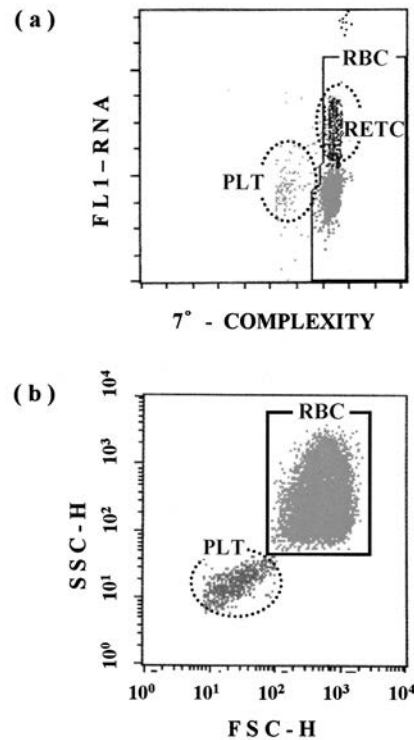 (a)
RBC
RETC
PLT
FL1-RNA
7° - COMPLEXITY
(b)
10⁴
10³
10²
10¹
10⁰
RBC
PLT
SSC-H
10⁰ 10¹ 10² 10³ 10⁴
FSC-H